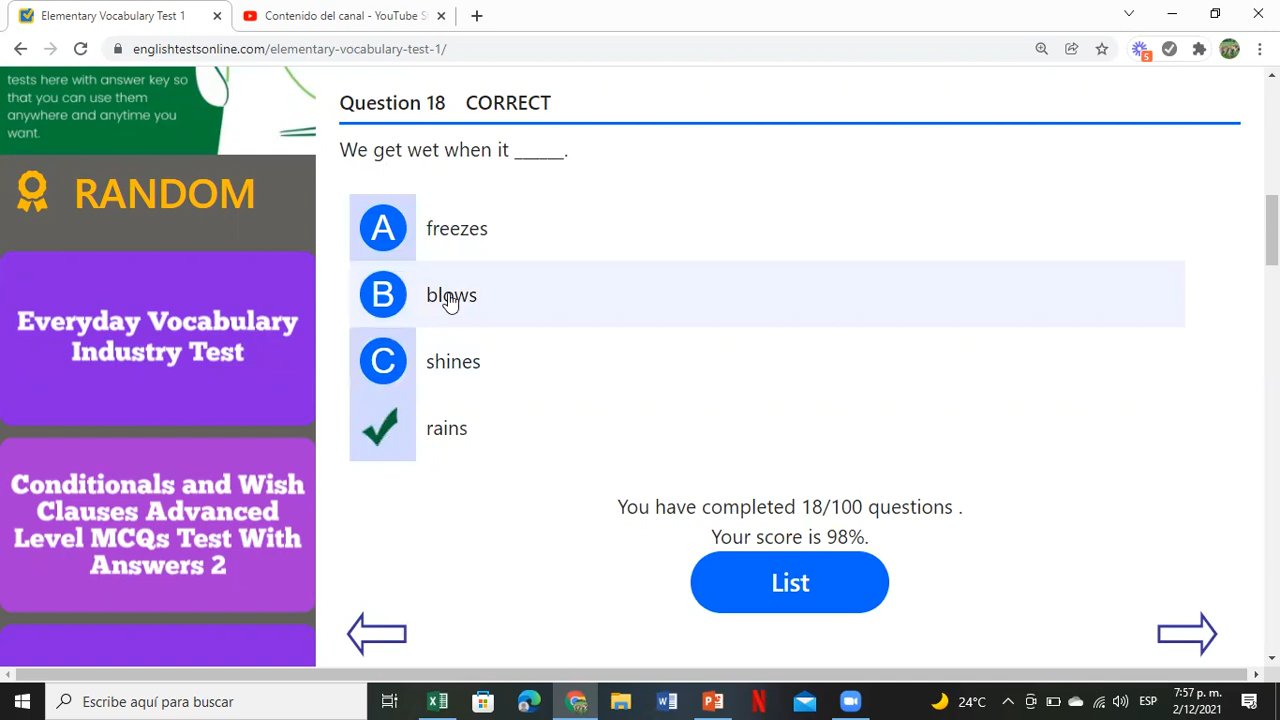 Elementary Vocabulary Test 1
Contenido del canal - YouTube S
englishtestsonline.com/elementary-vocabulary-test-1/
5
tests here with answer key so
that you can use them
anywhere and anytime you
want.
RANDOM
Everyday Vocabulary
Industry Test
Conditionals and Wish
Clauses Advanced
Level MCQs Test With
Answers 2
Question 18 CORRECT
We get wet when it ______.
A freezes
B blows
C shines
rains
You have completed 18/100 questions .
Your score is 98%.
List
Escribe aquí para buscar
24°C
ESP
7:57 p. m.
2/12/2021